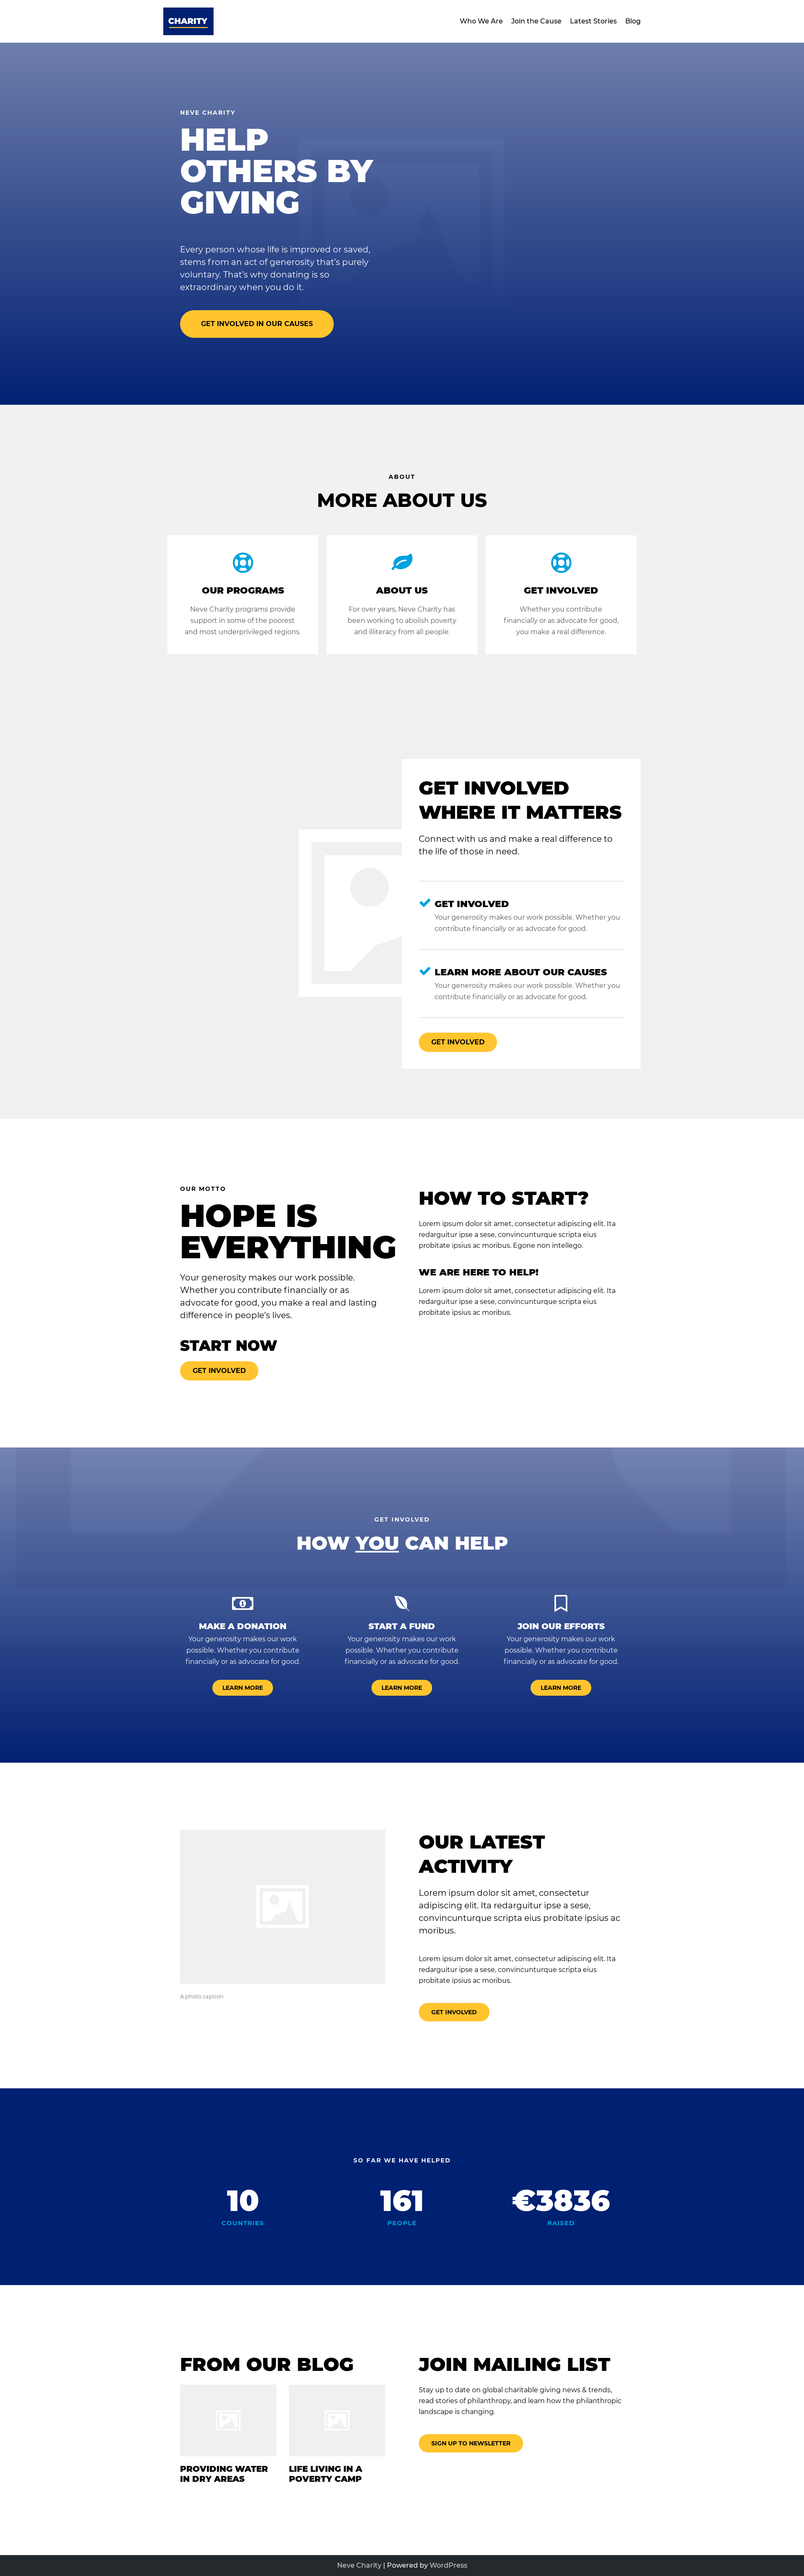 CHARITY
Who We Are Join the Cause Latest Stories Blog
NEVE CHARITY
HELP
OTHERS BY
GIVING
Every person whose life is improved or saved,
stems from an act of generosity that's purely
voluntary. That's why donating is so
extraordinary when you do it.
GET INVOLVED IN OUR CAUSES
ABOUT
MORE ABOUT US
OUR PROGRAMS
Neve Charity programs provide
support in some of the poorest
and most underprivileged regions.
ABOUT US
For over years, Neve Charity has
been working to abolish poverty
and illiteracy from all people.
GET INVOLVED
Whether you contribute
financially or as advocate for good,
you make a real difference.
GET INVOLVED
WHERE IT MATTERS
Connect with us and make a real difference to
the life of those in need.
GET INVOLVED
Your generosity makes our work possible. Whether you
contribute financially or as advocate for good.
LEARN MORE ABOUT OUR CAUSES
Your generosity makes our work possible. Whether you
contribute financially or as advocate for good.
GET INVOLVED
OUR MOTTO
HOPE IS
EVERYTHING
Your generosity makes our work possible.
Whether you contribute financially or as
advocate for good, you make a real and lasting
difference in people's lives.
START NOW
GET INVOLVED
HOW TO START?
Lorem ipsum dolor sit amet, consectetur adipiscing elit. Ita
redarguitur ipse a sese, convincunturque scripta eius
probitate ipsius ac moribus. Egone non intellego.
WE ARE HERE TO HELP!
Lorem ipsum dolor sit amet, consectetur adipiscing elit. Ita
redarguitur ipse a sese, convincunturque scripta eius
probitate ipsius ac moribus.
GET INVOLVED
HOW YOU CAN HELP
MAKE A DONATION
Your generosity makes our work
possible. Whether you contribute
financially or as advocate for good.
LEARN MORE
START A FUND
Your generosity makes our work
possible. Whether you contribute
financially or as advocate for good.
LEARN MORE
JOIN OUR EFFORTS
Your generosity makes our work
possible. Whether you contribute
financially or as advocate for good.
LEARN MORE
A photo caption
OUR LATEST
ACTIVITY
Lorem ipsum dolor sit amet, consectetur
adipiscing elit. Ita redarguitur ipse a sese,
convincunturque scripta eius probitate ipsius ac
moribus.
Lorem ipsum dolor sit amet, consectetur adipiscing elit. Ita
redarguitur ipse a sese, convincunturque scripta eius
probitate ipsius ac moribus.
GET INVOLVED
SO FAR WE HAVE HELPED
10
COUNTRIES
161
PEOPLE
€3836
RAISED
FROM OUR BLOG
PROVIDING WATER
IN DRY AREAS
LIFE LIVING IN A
POVERTY CAMP
JOIN MAILING LIST
Stay up to date on global charitable giving news & trends,
read stories of philanthropy, and learn how the philanthropic
landscape is changing.
SIGN UP TO NEWSLETTER
Neve Charity | Powered by WordPress